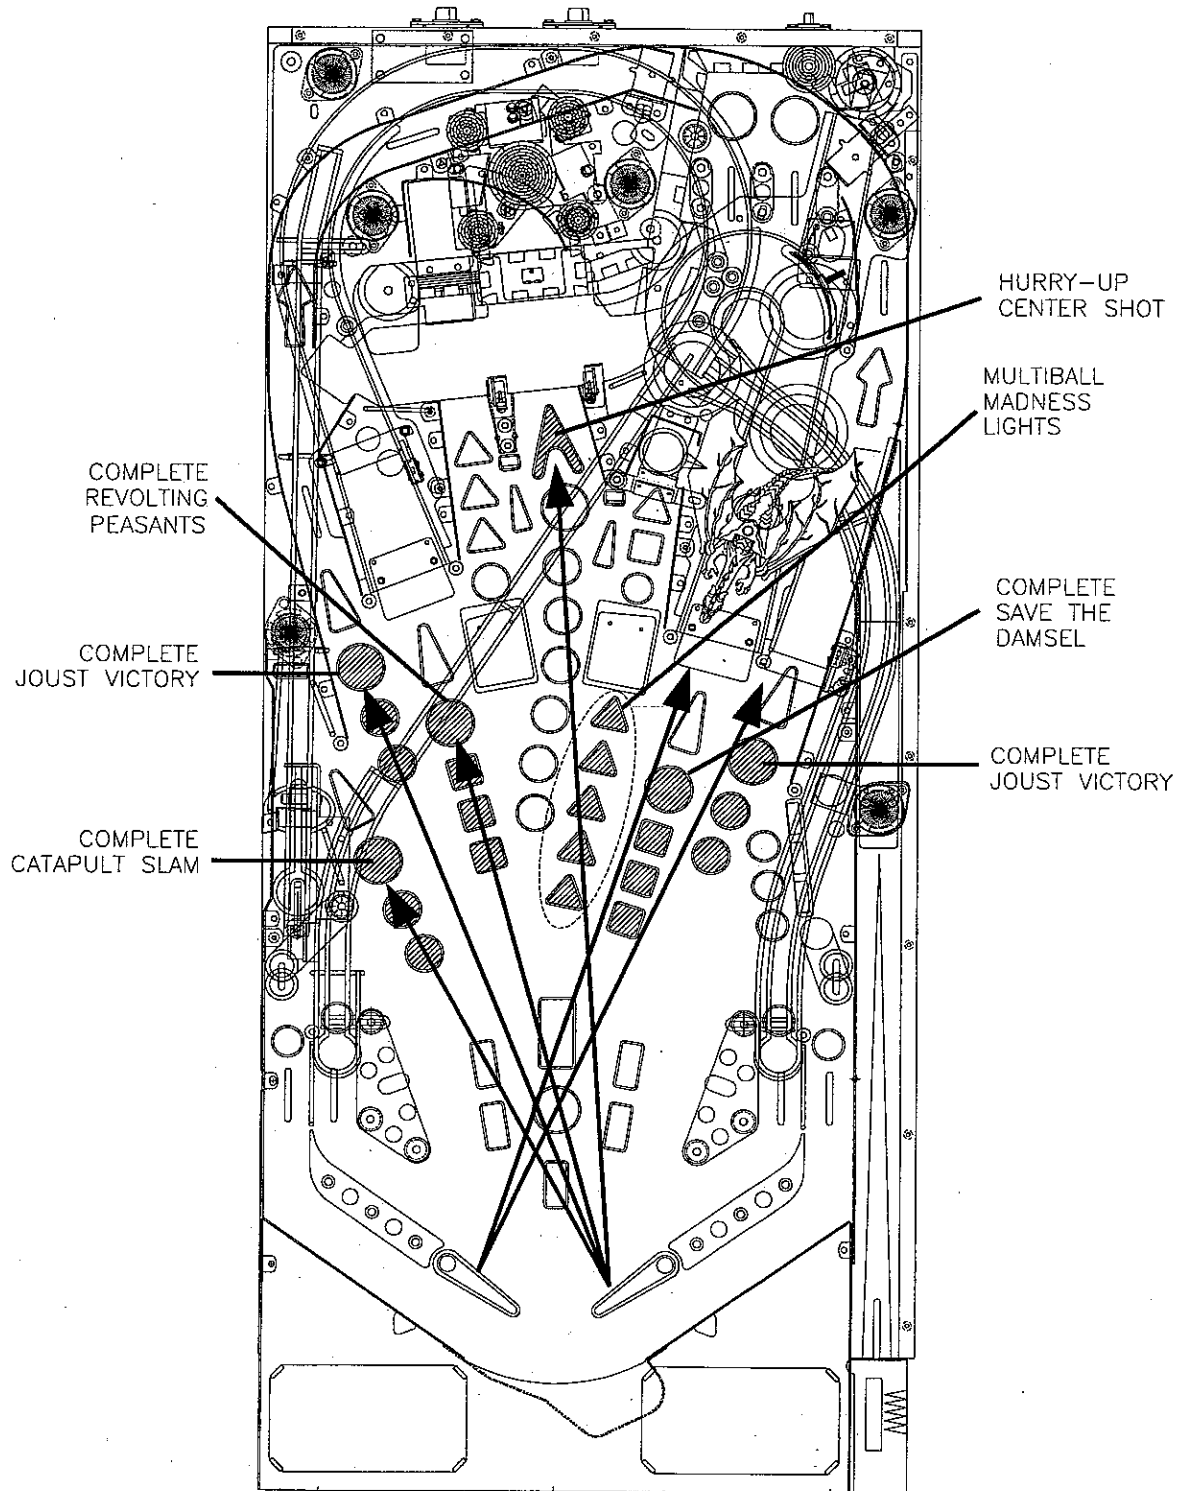 HURRY-UP
CENTER SHOT
MULTIBALL
MADNESS
LIGHTS
COMPLETE
REVOLTING
PEASANTS
COMPLETE
SAVE THE
DAMSEL
COMPLETE
JOUST VICTORY
COMPLETE
JOUST VICTORY
COMPLETE
CATAPULT SLAM